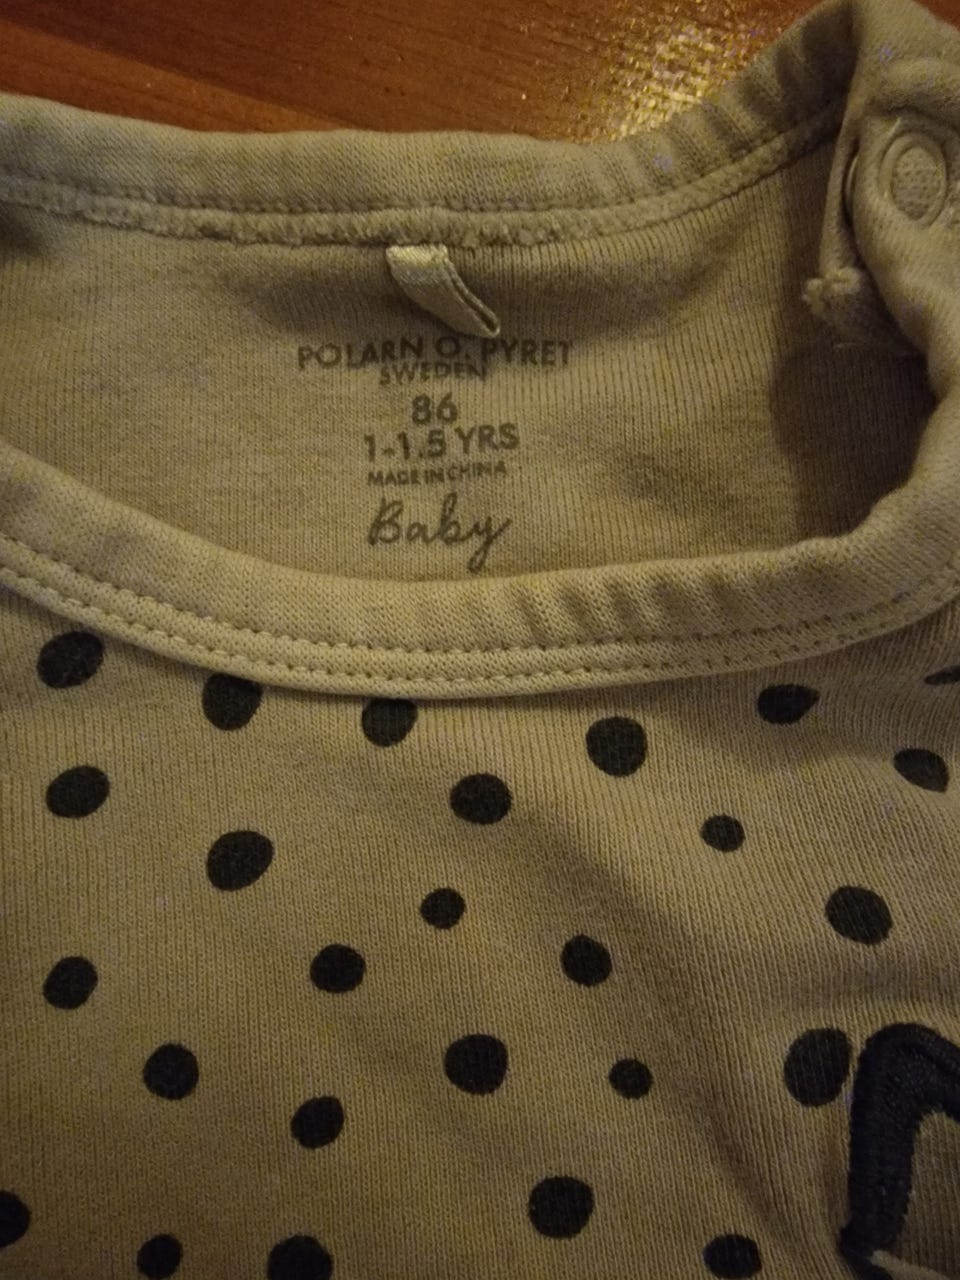 POLARN O. PYRET
SWEDEN
86
1-1.5 YRS
MADE IN CHINA
Baby